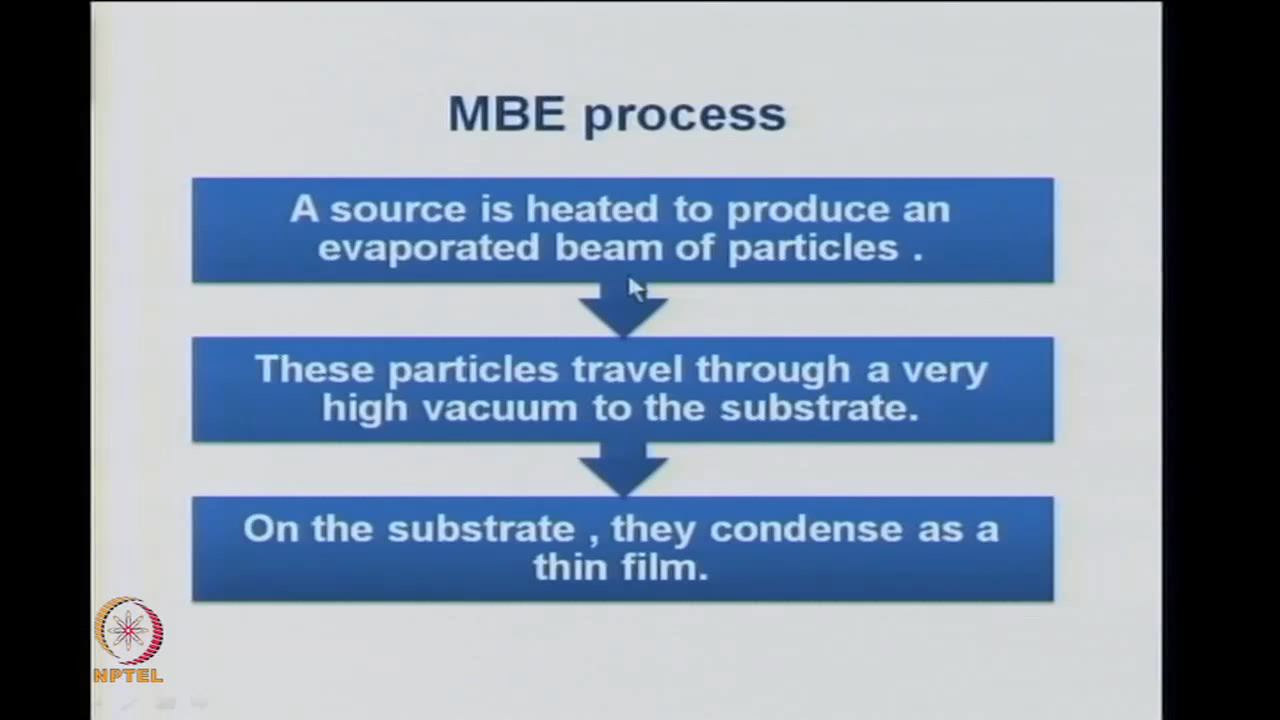 MBE process
A source is heated to produce an
evaporated beam of particles .
These particles travel through a very
high vacuum to the substrate.
On the substrate , they condense as a
thin film.
NPTEL